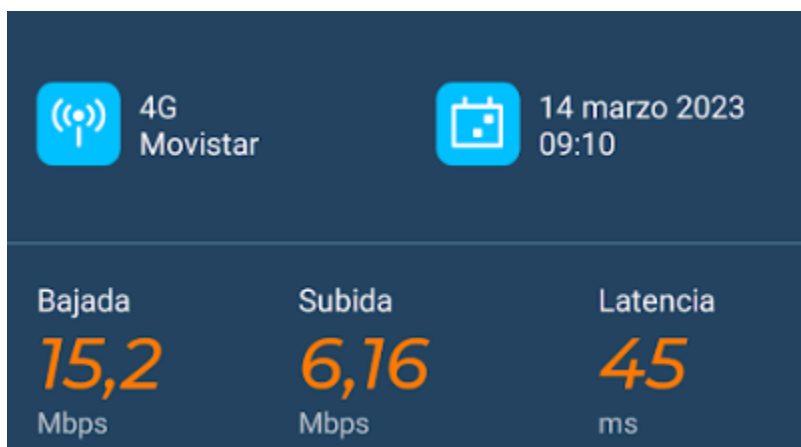 4G
Movistar
14 marzo 2023
09:10
Bajada
Subida
Latencia
15,2
6,16
45
Mbps
Mbps
ms